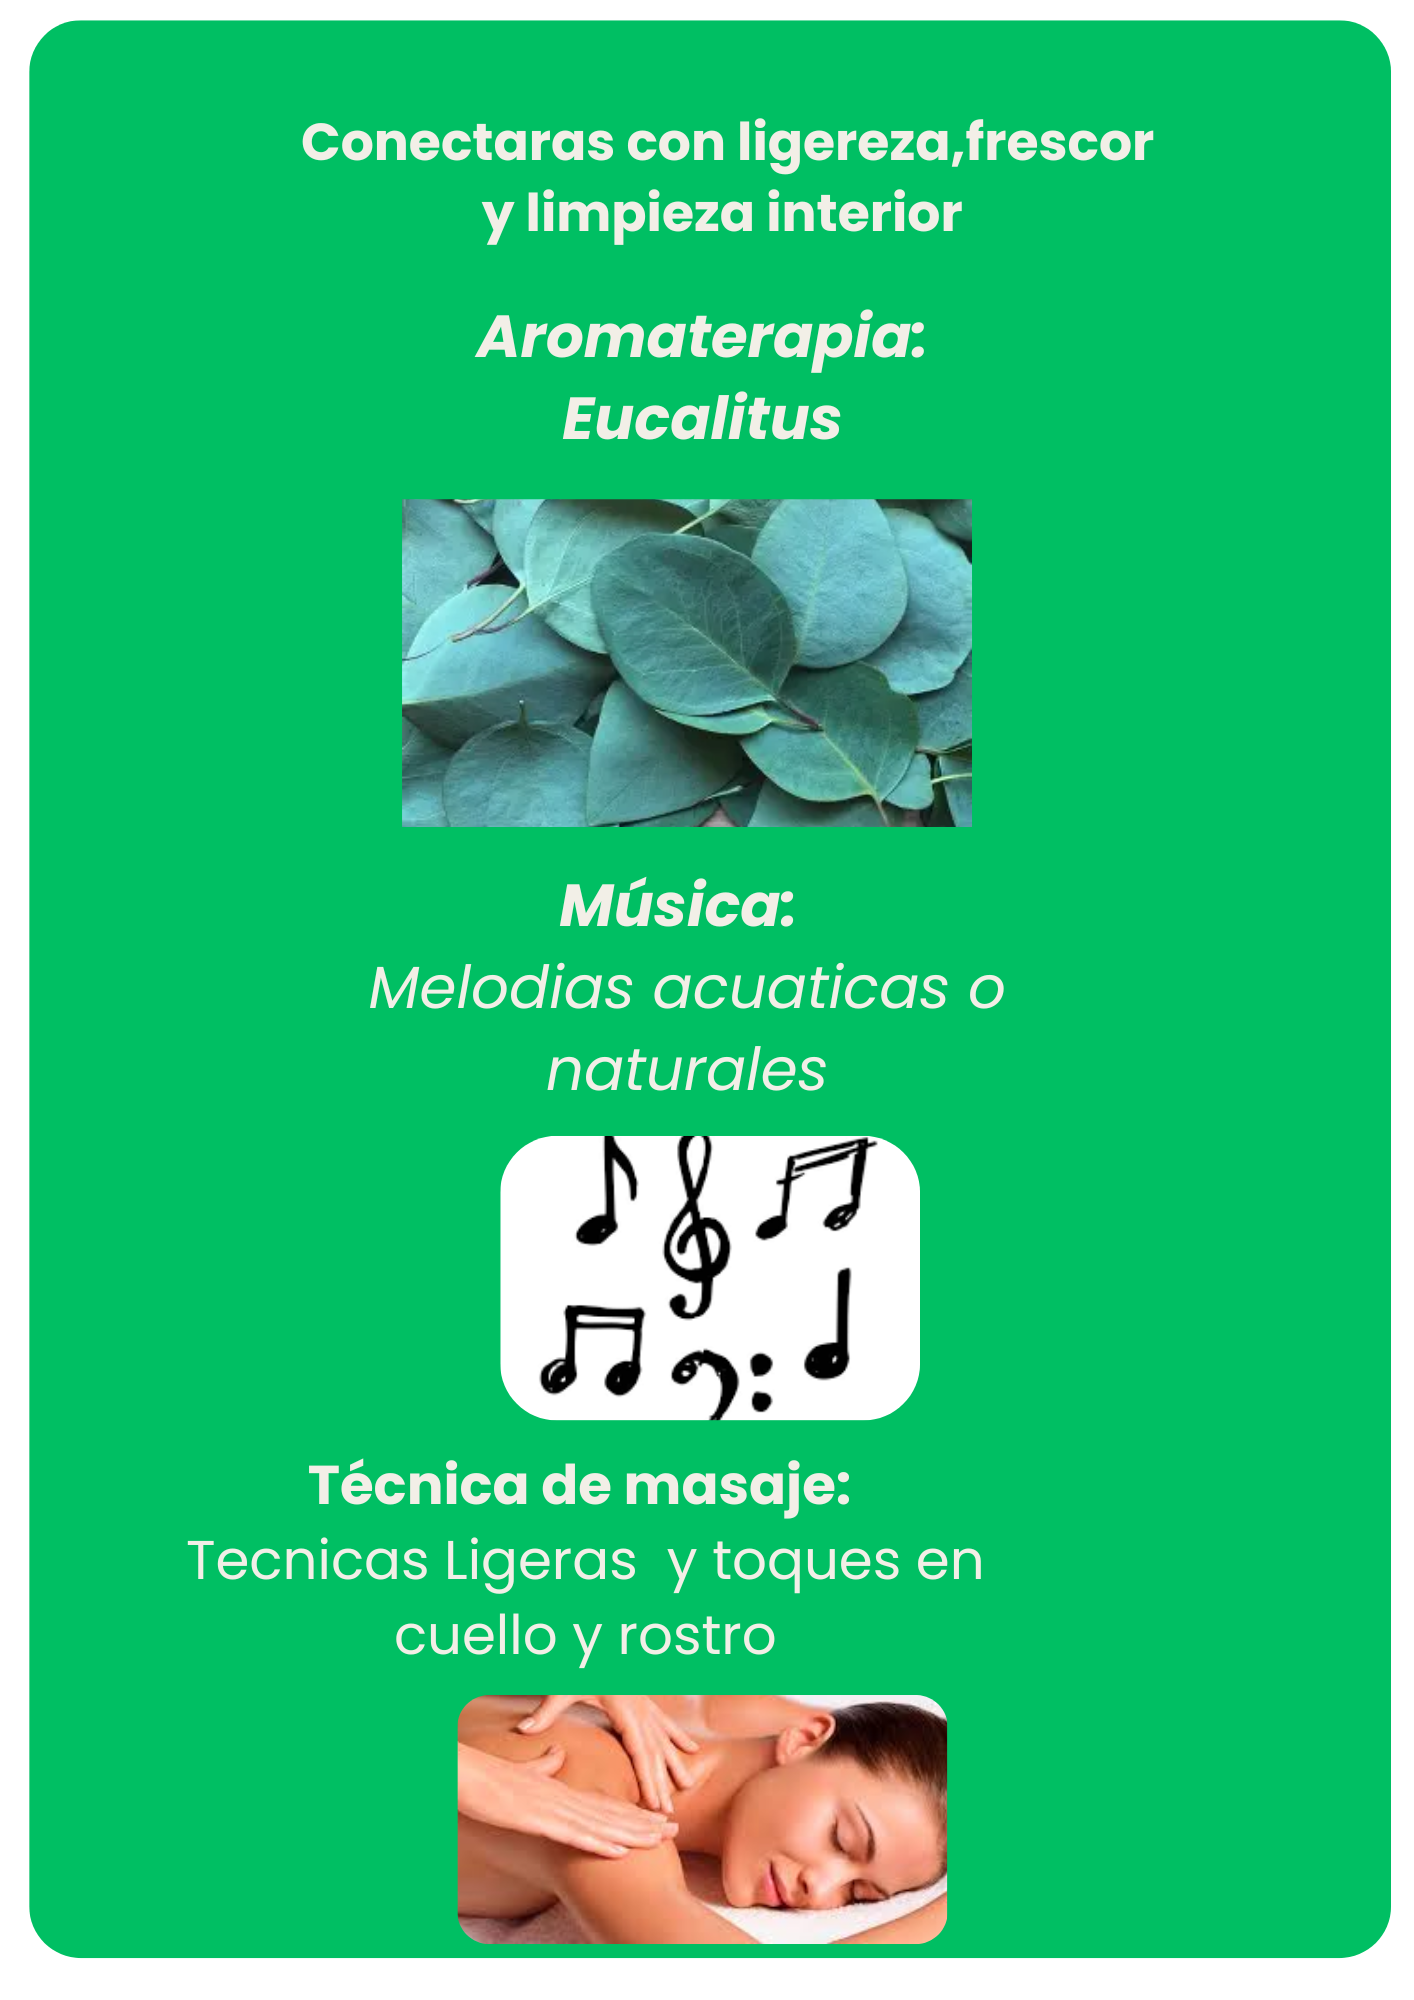 Conectaras con ligereza,frescor
y limpieza interior
Aromaterapia:
Eucalitus
Música:
Melodias acuaticas o
naturales
Técnica de masaje:
Tecnicas Ligeras  y toques en
cuello y rostro